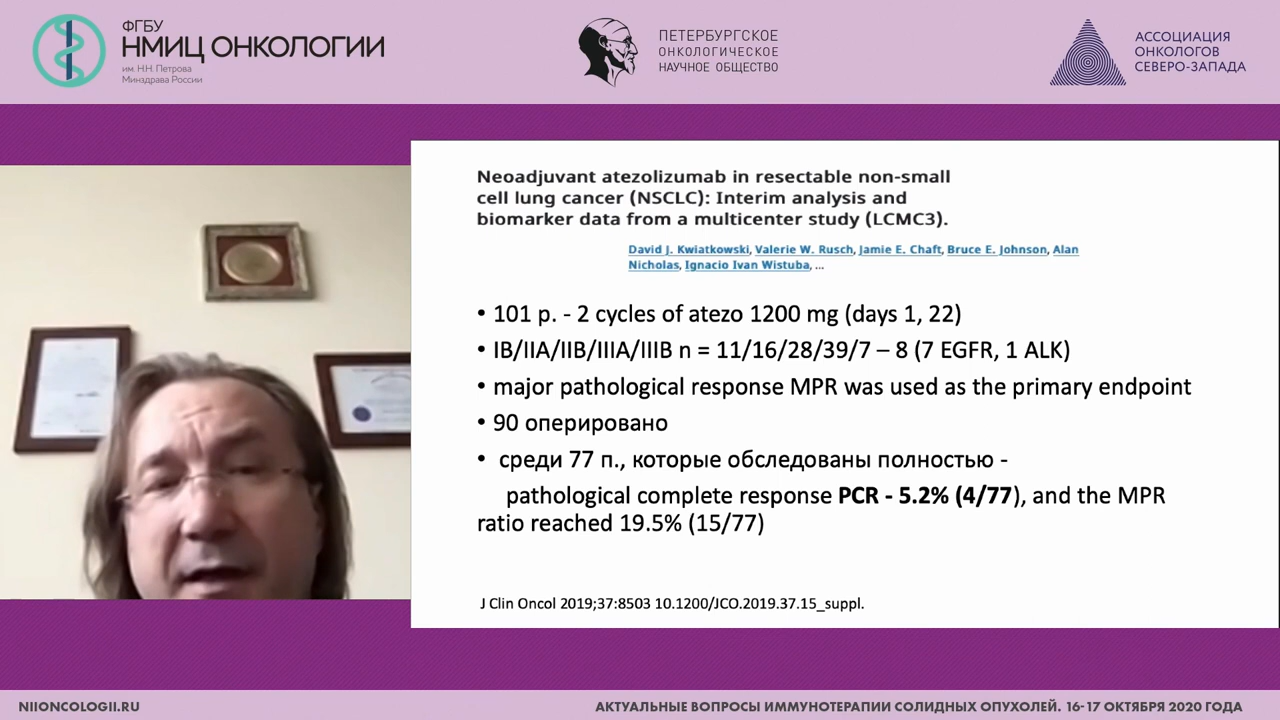 ФГБУ
НМИЦ ОНКОЛОГИИ
им. Н.Н. Петрова
Минздрава России
ПЕТЕРБУРГСКОЕ
ОНКОЛОГИЧЕСКОЕ
НАУЧНОЕ ОБЩЕСТВО
АССОЦИАЦИЯ
ОНКОЛОГОВ
СЕВЕРО-ЗАПАДА
Neoadjuvant atezolizumab in resectable non-small
cell lung cancer (NSCLC): Interim analysis and
biomarker data from a multicenter study (LCMC3).
David J. Kwiatkowski, Valerie W. Rusch, Jamie E. Chaft, Bruce E. Johnson, Alan
Nicholas, Ignacio Ivan Wistuba, ...
• 101 p. - 2 cycles of atezo 1200 mg (days 1, 22)
• IB/IIA/IIB/IIIA/IIIB n = 11/16/28/39/7 – 8 (7 EGFR, 1 ALK)
• major pathological response MPR was used as the primary endpoint
• 90 оперировано
• среди 77 п., которые обследованы полностью -
pathological complete response PCR - 5.2% (4/77), and the MPR
ratio reached 19.5% (15/77)
J Clin Oncol 2019;37:8503 10.1200/JCO.2019.37.15_suppl.
NIIONCOLOGII.RU
АКТУАЛЬНЫЕ ВОПРОСЫ ИММУНОТЕРАПИИ СОЛИДНЫХ ОПУХОЛЕЙ. 16-17 ОКТЯБРЯ 2020 ГОДА